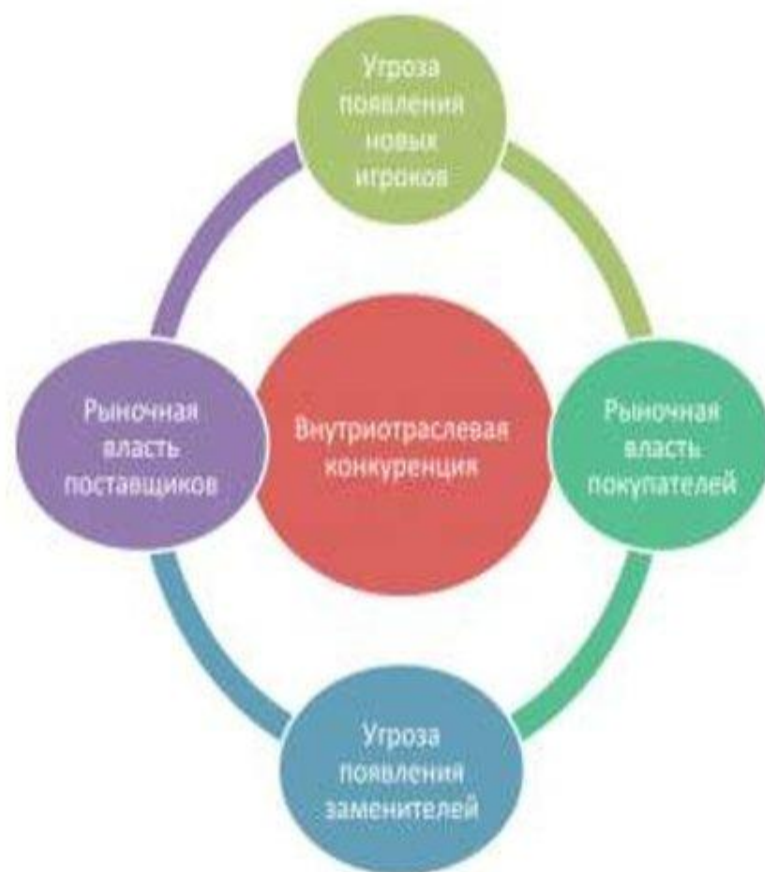 Угроза
появления
новых
игроков
Рыночная
власть
поставщиков
Внутриотраслевая
конкуренция
Рыночная
власть
покупателей
Угроза
появления
заменителей